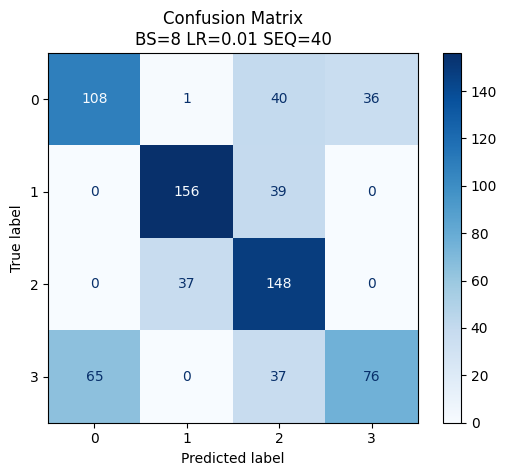 Confusion Matrix
BS=8 LR=0.01 SEQ=40
0 108 1 40 36
1 0 156 39 0
2 0 37 148 0
3 65 0 37 76
0 1 2 3
Predicted label
True label
140
120
100
80
60
40
20
0